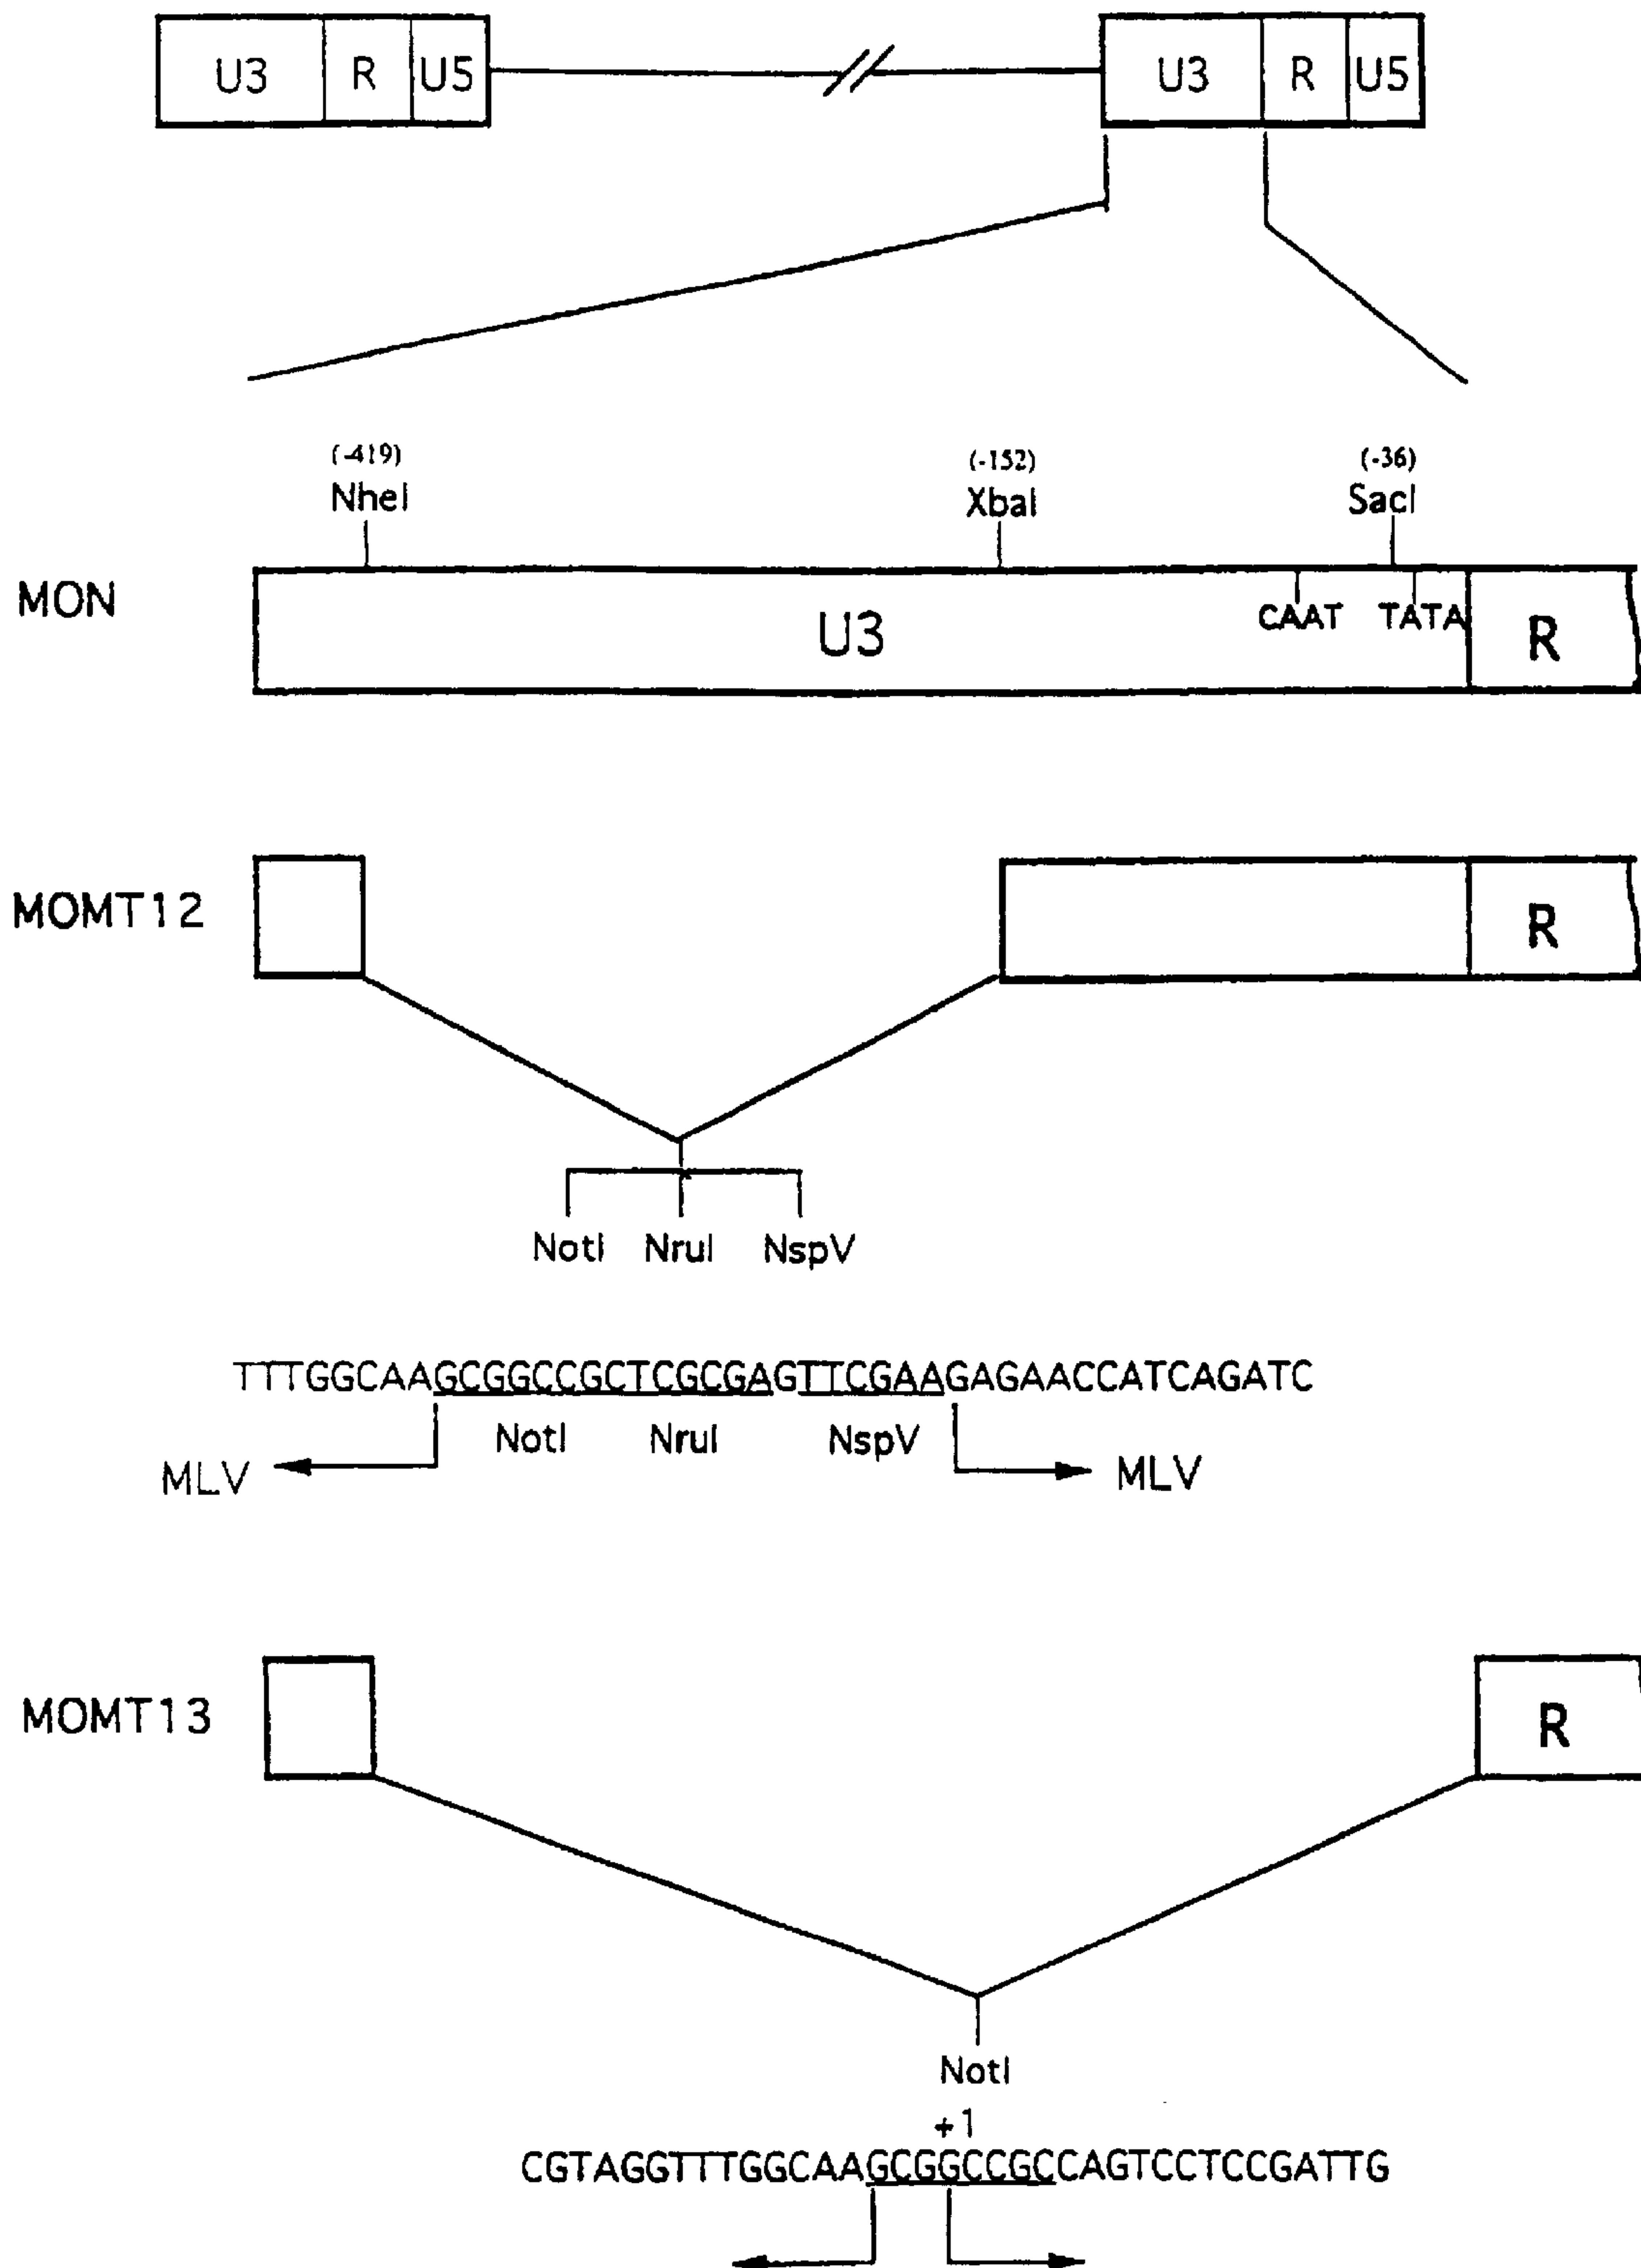 U3 R U5 U3 R U5
(-419) (-152) (-36)
NheI XbaI SacI
MON U3 CAAT TATA R
MOMT12 R
NotI NruI NspV
TTTGGCAAGCGGCCGCTCGCGAGTTCGAAGAGAACCATCAGATC
NotI NruI NspV
MLV MLV
MOMT13 R
NotI
+1
CGTAGGTTTGGCAAGCGGCCGCCAGTCCTCCGATTG